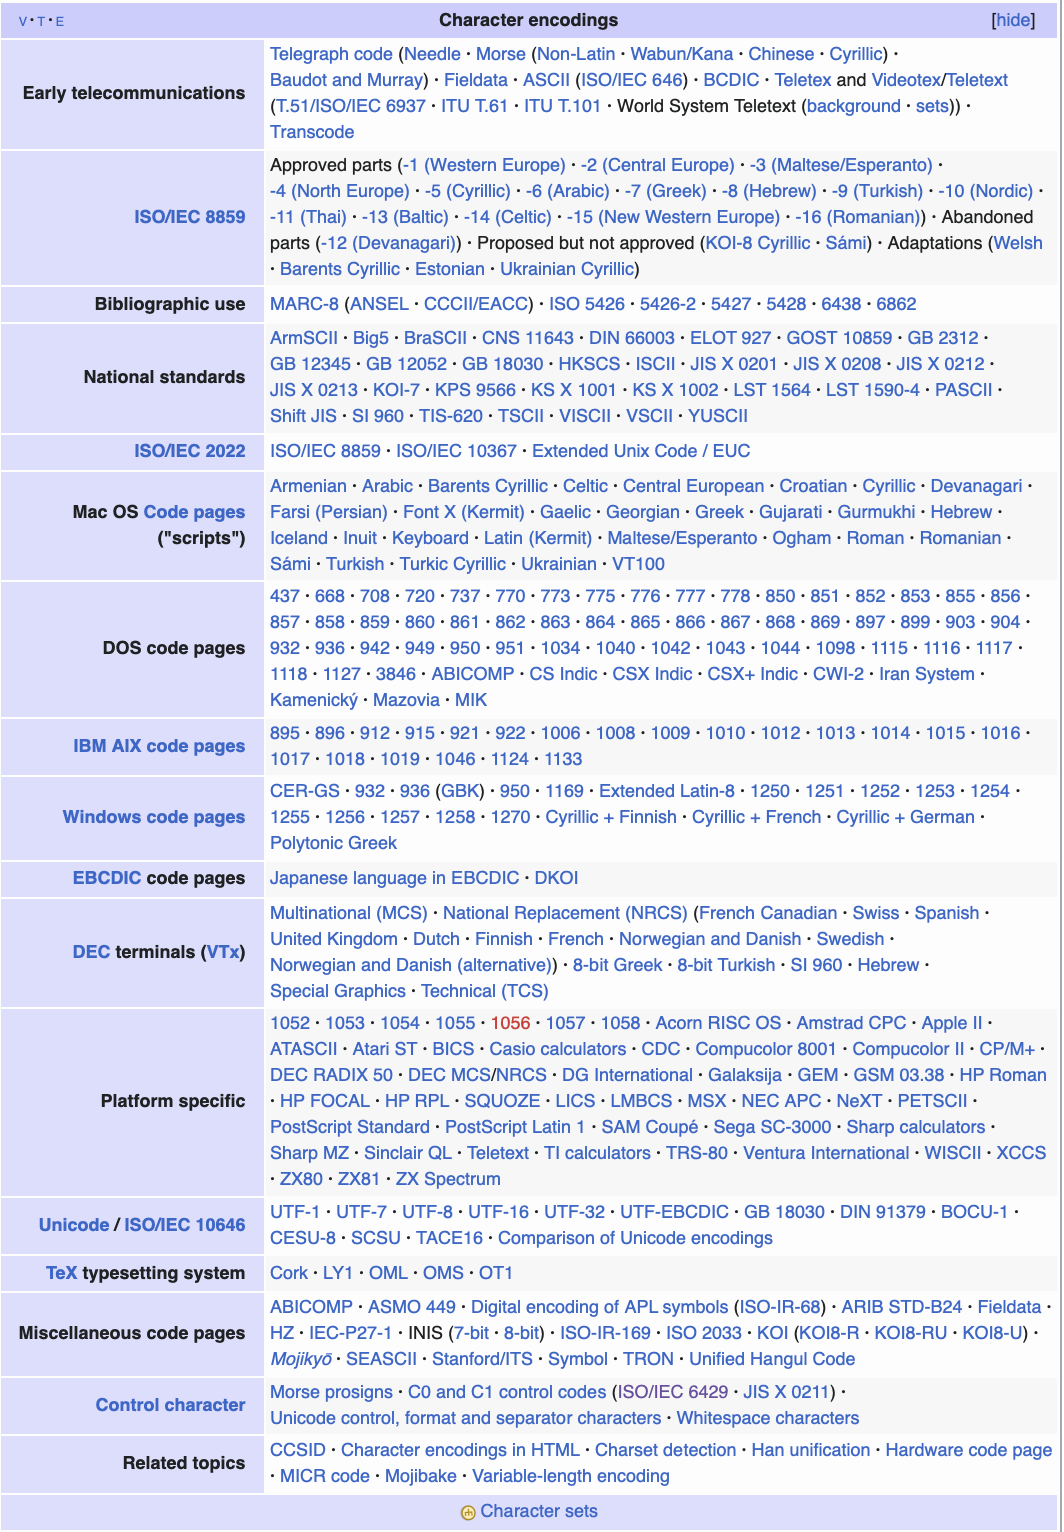 V · T · E Character encodings [hide]
Early telecommunications
Telegraph code (Needle · Morse (Non-Latin · Wabun/Kana · Chinese · Cyrillic) ·
Baudot and Murray) · Fieldata · ASCII (ISO/IEC 646) · BCDIC · Teletex and Videotex/Teletext
(T.51/ISO/IEC 6937 · ITU T.61 · ITU T.101 · World System Teletext (background · sets)) ·
Transcode
ISO/IEC 8859
Approved parts (-1 (Western Europe) · -2 (Central Europe) · -3 (Maltese/Esperanto) ·
-4 (North Europe) · -5 (Cyrillic) · -6 (Arabic) · -7 (Greek) · -8 (Hebrew) · -9 (Turkish) · -10 (Nordic) ·
-11 (Thai) · -13 (Baltic) · -14 (Celtic) · -15 (New Western Europe) · -16 (Romanian)) · Abandoned
parts (-12 (Devanagari)) · Proposed but not approved (KOI-8 Cyrillic · Sámi) · Adaptations (Welsh
· Barents Cyrillic · Estonian · Ukrainian Cyrillic)
Bibliographic use
MARC-8 (ANSEL · CCCII/EACC) · ISO 5426 · 5426-2 · 5427 · 5428 · 6438 · 6862
National standards
ArmSCII · Big5 · BraSCII · CNS 11643 · DIN 66003 · ELOT 927 · GOST 10859 · GB 2312 ·
GB 12345 · GB 12052 · GB 18030 · HKSCS · ISCII · JIS X 0201 · JIS X 0208 · JIS X 0212 ·
JIS X 0213 · KOI-7 · KPS 9566 · KS X 1001 · KS X 1002 · LST 1564 · LST 1590-4 · PASCII ·
Shift JIS · SI 960 · TIS-620 · TSCII · VISCII · VSCII · YUSCII
ISO/IEC 2022
ISO/IEC 8859 · ISO/IEC 10367 · Extended Unix Code / EUC
Mac OS Code pages
("scripts")
Armenian · Arabic · Barents Cyrillic · Celtic · Central European · Croatian · Cyrillic · Devanagari ·
Farsi (Persian) · Font X (Kermit) · Gaelic · Georgian · Greek · Gujarati · Gurmukhi · Hebrew ·
Iceland · Inuit · Keyboard · Latin (Kermit) · Maltese/Esperanto · Ogham · Roman · Romanian ·
Sámi · Turkish · Turkic Cyrillic · Ukrainian · VT100
DOS code pages
437 · 668 · 708 · 720 · 737 · 770 · 773 · 775 · 776 · 777 · 778 · 850 · 851 · 852 · 853 · 855 · 856 ·
857 · 858 · 859 · 860 · 861 · 862 · 863 · 864 · 865 · 866 · 867 · 868 · 869 · 897 · 899 · 903 · 904 ·
932 · 936 · 942 · 949 · 950 · 951 · 1034 · 1040 · 1042 · 1043 · 1044 · 1098 · 1115 · 1116 · 1117 ·
1118 · 1127 · 3846 · ABICOMP · CS Indic · CSX Indic · CSX+ Indic · CWI-2 · Iran System ·
Kamenický · Mazovia · MIK
IBM AIX code pages
895 · 896 · 912 · 915 · 921 · 922 · 1006 · 1008 · 1009 · 1010 · 1012 · 1013 · 1014 · 1015 · 1016 ·
1017 · 1018 · 1019 · 1046 · 1124 · 1133
Windows code pages
CER-GS · 932 · 936 (GBK) · 950 · 1169 · Extended Latin-8 · 1250 · 1251 · 1252 · 1253 · 1254 ·
1255 · 1256 · 1257 · 1258 · 1270 · Cyrillic + Finnish · Cyrillic + French · Cyrillic + German ·
Polytonic Greek
EBCDIC code pages
Japanese language in EBCDIC · DKOI
DEC terminals (VTx)
Multinational (MCS) · National Replacement (NRCS) (French Canadian · Swiss · Spanish ·
United Kingdom · Dutch · Finnish · French · Norwegian and Danish · Swedish ·
Norwegian and Danish (alternative)) · 8-bit Greek · 8-bit Turkish · SI 960 · Hebrew ·
Special Graphics · Technical (TCS)
Platform specific
1052 · 1053 · 1054 · 1055 · 1056 · 1057 · 1058 · Acorn RISC OS · Amstrad CPC · Apple II ·
ATASCII · Atari ST · BICS · Casio calculators · CDC · Compucolor 8001 · Compucolor II · CP/M+ ·
DEC RADIX 50 · DEC MCS/NRCS · DG International · Galaksija · GEM · GSM 03.38 · HP Roman
· HP FOCAL · HP RPL · SQUOZE · LICS · LMBCS · MSX · NEC APC · NeXT · PETSCII ·
PostScript Standard · PostScript Latin 1 · SAM Coupé · Sega SC-3000 · Sharp calculators ·
Sharp MZ · Sinclair QL · Teletext · TI calculators · TRS-80 · Ventura International · WISCII · XCCS
· ZX80 · ZX81 · ZX Spectrum
Unicode / ISO/IEC 10646
UTF-1 · UTF-7 · UTF-8 · UTF-16 · UTF-32 · UTF-EBCDIC · GB 18030 · DIN 91379 · BOCU-1 ·
CESU-8 · SCSU · TACE16 · Comparison of Unicode encodings
TeX typesetting system
Cork · LY1 · OML · OMS · OT1
Miscellaneous code pages
ABICOMP · ASMO 449 · Digital encoding of APL symbols (ISO-IR-68) · ARIB STD-B24 · Fieldata ·
HZ · IEC-P27-1 · INIS (7-bit · 8-bit) · ISO-IR-169 · ISO 2033 · KOI (KOI8-R · KOI8-RU · KOI8-U) ·
Mojikyō · SEASCII · Stanford/ITS · Symbol · TRON · Unified Hangul Code
Control character
Morse prosigns · C0 and C1 control codes (ISO/IEC 6429 · JIS X 0211) ·
Unicode control, format and separator characters · Whitespace characters
Related topics
CCSID · Character encodings in HTML · Charset detection · Han unification · Hardware code page
· MICR code · Mojibake · Variable-length encoding
Character sets